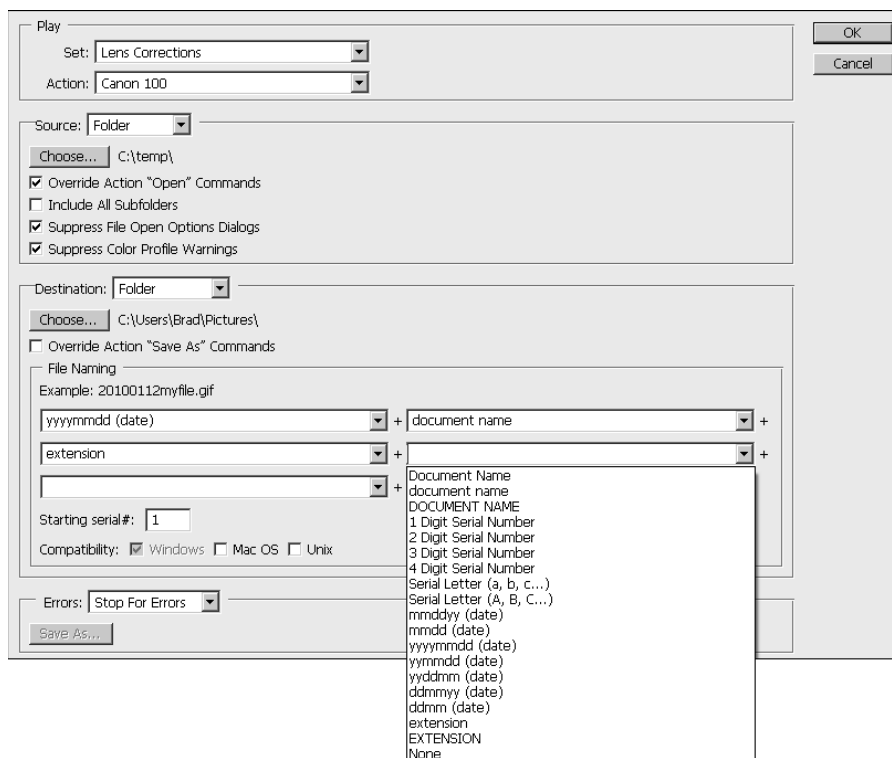 Play
OK
Set: Lens Corrections
Cancel
Action: Canon 100
Source: Folder
Choose... C:\temp\
Override Action “Open” Commands
Include All Subfolders
Suppress File Open Options Dialogs
Suppress Color Profile Warnings
Destination: Folder
Choose... C:\Users\Brad\Pictures\
Override Action “Save As” Commands
File Naming
Example: 20100112myfile.gif
yyyymmdd (date) + document name +
extension + +
+
Document Name
document name
DOCUMENT NAME
1 Digit Serial Number
2 Digit Serial Number
3 Digit Serial Number
4 Digit Serial Number
Serial Letter (a, b, c...)
Serial Letter (A, B, C...)
mmddyy (date)
mmdd (date)
yyyymmdd (date)
yymmdd (date)
yyddmm (date)
ddmmyy (date)
ddmm (date)
extension
EXTENSION
None
Starting serial#: 1
Compatibility: Windows Mac OS Unix
Errors: Stop For Errors
Save As...